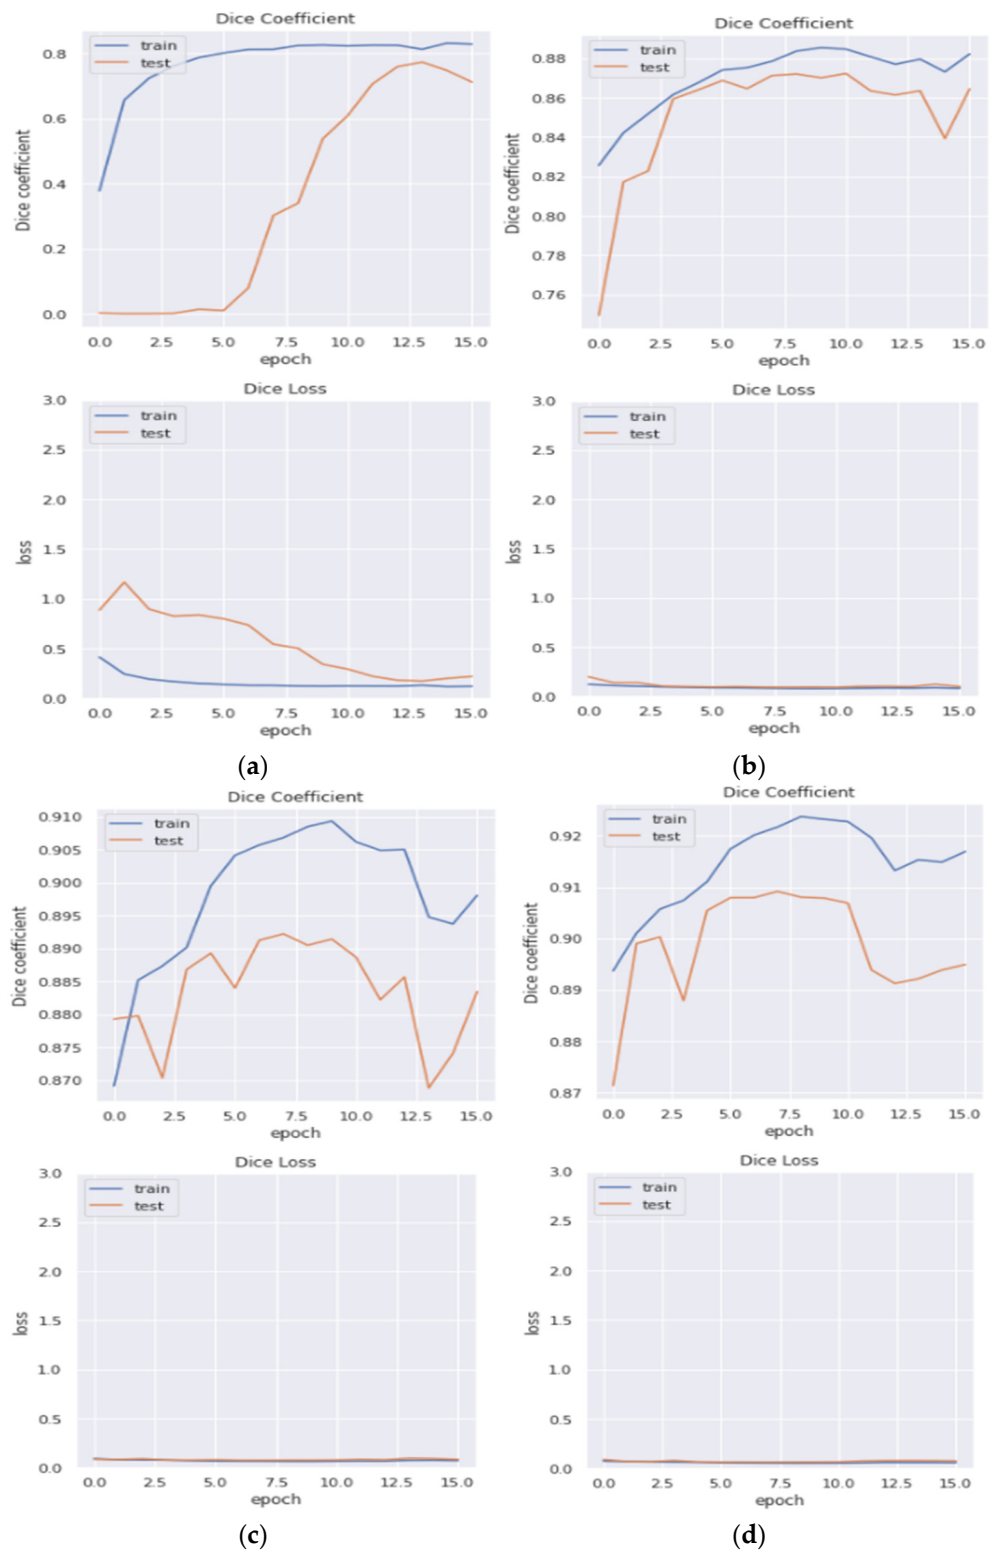 Dice Coefficient
train
test
0.8
0.6
0.4
0.2
0.0
Dice coefficient
0.0 2.5 5.0 7.5 10.0 12.5 15.0
epoch
Dice Coefficient
train
test
0.88
0.86
0.84
0.82
0.80
0.78
0.76
Dice coefficient
0.0 2.5 5.0 7.5 10.0 12.5 15.0
epoch
Dice Loss
train
test
3.0
2.5
2.0
1.5
1.0
0.5
0.0
loss
0.0 2.5 5.0 7.5 10.0 12.5 15.0
epoch
(a)
Dice Loss
train
test
3.0
2.5
2.0
1.5
1.0
0.5
0.0
loss
0.0 2.5 5.0 7.5 10.0 12.5 15.0
epoch
(b)
Dice Coefficient
train
test
0.910
0.905
0.900
0.895
0.890
0.885
0.880
0.875
0.870
Dice coefficient
0.0 2.5 5.0 7.5 10.0 12.5 15.0
epoch
Dice Coefficient
train
test
0.92
0.91
0.90
0.89
0.88
0.87
Dice coefficient
0.0 2.5 5.0 7.5 10.0 12.5 15.0
epoch
Dice Loss
train
test
3.0
2.5
2.0
1.5
1.0
0.5
0.0
loss
0.0 2.5 5.0 7.5 10.0 12.5 15.0
epoch
(c)
Dice Loss
train
test
3.0
2.5
2.0
1.5
1.0
0.5
0.0
loss
0.0 2.5 5.0 7.5 10.0 12.5 15.0
epoch
(d)